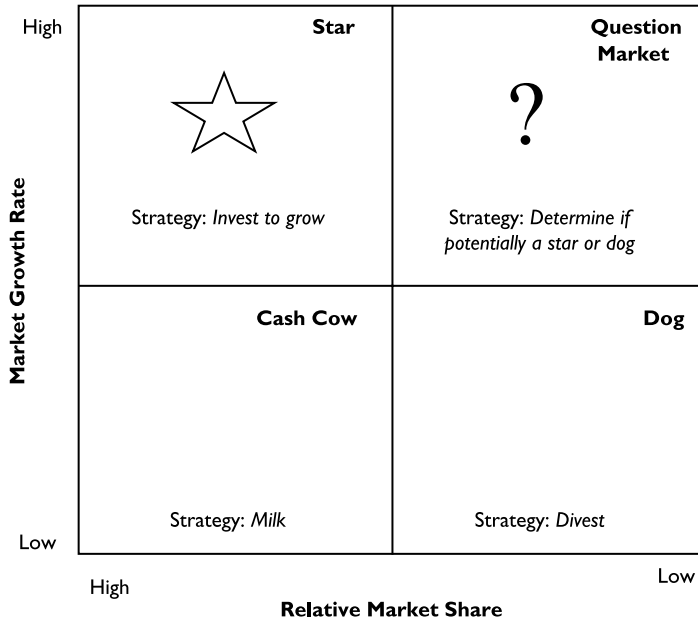 High
Star
Question
Market
?
Strategy: Invest to grow
Strategy: Determine if
potentially a star or dog
Market Growth Rate
Cash Cow
Dog
Strategy: Milk
Strategy: Divest
Low
High
Low
Relative Market Share